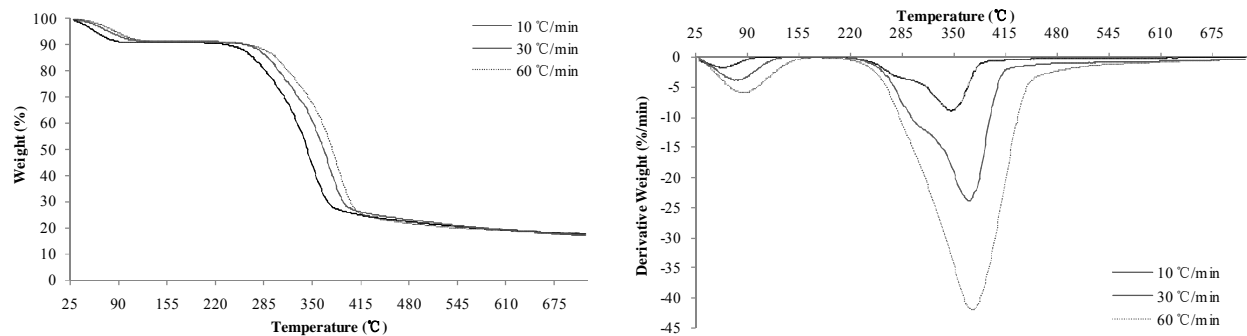 100
90
80
70
60
50
40
30
20
10
0
Weight (%)
25 90 155 220 285 350 415 480 545 610 675
Temperature (℃)
10 ℃/min
30 ℃/min
60 ℃/min
Temperature (℃)
25 90 155 220 285 350 415 480 545 610 675
0
-5
-10
-15
-20
-25
-30
-35
-40
-45
Derivative Weight (%/min)
10 ℃/min
30 ℃/min
60 ℃/min